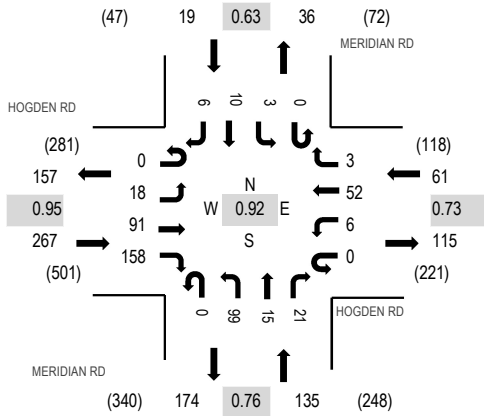 (47) 19 0.63 36 (72)
MERIDIAN RD
HOGDEN RD
6 10 3 0
(281) (118)
157 0 3 61
18 N 52
0.95 W 0.92 E 0.73
91 6
267 S 115
158 0
(501) (221)
0 99 15 21
HOGDEN RD
MERIDIAN RD
(340) 174 0.76 135 (248)